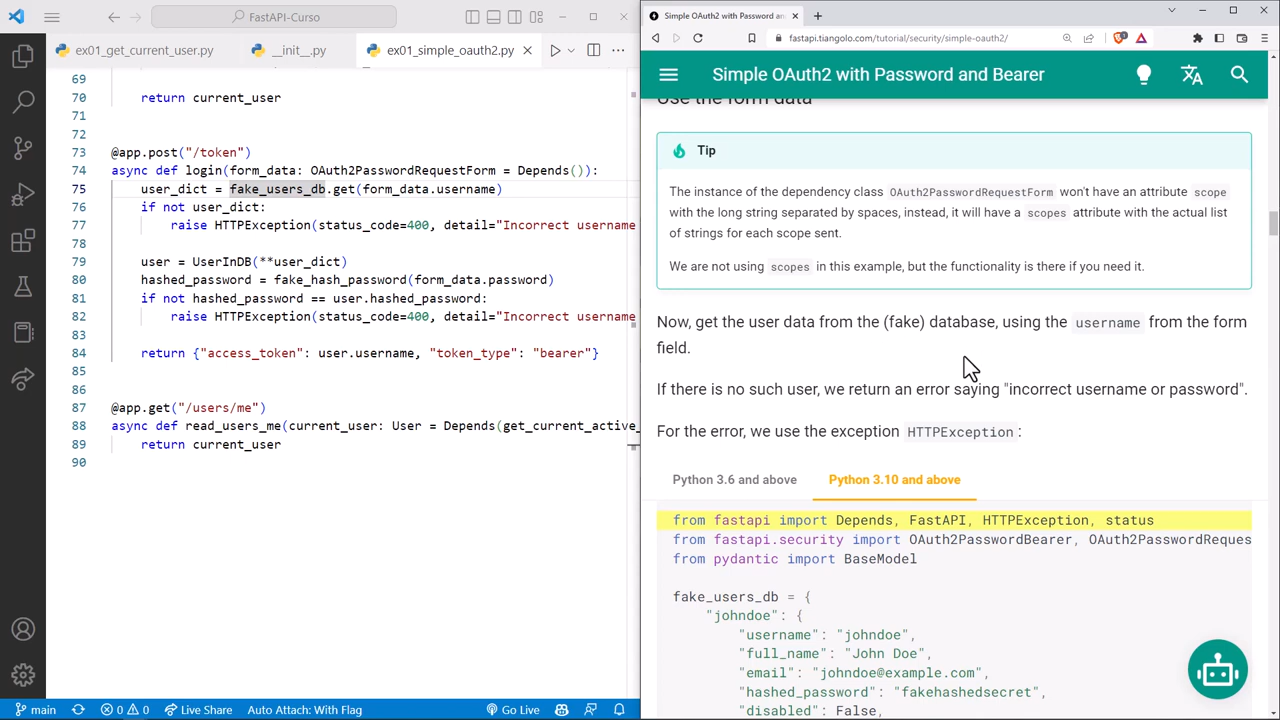 FastAPI-Curso
ex01_get_current_user.py
__init__.py
ex01_simple_oauth2.py
69
70 return current_user
71
72
73 @app.post("/token")
74 async def login(form_data: OAuth2PasswordRequestForm = Depends()):
75 user_dict = fake_users_db.get(form_data.username)
76 if not user_dict:
77 raise HTTPException(status_code=400, detail="Incorrect username
78
79 user = UserInDB(**user_dict)
80 hashed_password = fake_hash_password(form_data.password)
81 if not hashed_password == user.hashed_password:
82 raise HTTPException(status_code=400, detail="Incorrect username
83
84 return {"access_token": user.username, "token_type": "bearer"}
85
86
87 @app.get("/users/me")
88 async def read_users_me(current_user: User = Depends(get_current_active_
89 return current_user
90
main
0 0
Live Share
Auto Attach: With Flag
Go Live
Simple OAuth2 with Password an
fastapi.tiangolo.com/tutorial/security/simple-oauth2/
Simple OAuth2 with Password and Bearer
Use the form data
Tip
The instance of the dependency class OAuth2PasswordRequestForm won't have an attribute scope
with the long string separated by spaces, instead, it will have a scopes attribute with the actual list
of strings for each scope sent.
We are not using scopes in this example, but the functionality is there if you need it.
Now, get the user data from the (fake) database, using the username from the form
field.
If there is no such user, we return an error saying "incorrect username or password".
For the error, we use the exception HTTPException:
Python 3.6 and above
Python 3.10 and above
from fastapi import Depends, FastAPI, HTTPException, status
from fastapi.security import OAuth2PasswordBearer, OAuth2PasswordReques
from pydantic import BaseModel
fake_users_db = {
"johndoe": {
"username": "johndoe",
"full_name": "John Doe",
"email": "johndoe@example.com",
"hashed_password": "fakehashedsecret",
"disabled": False,